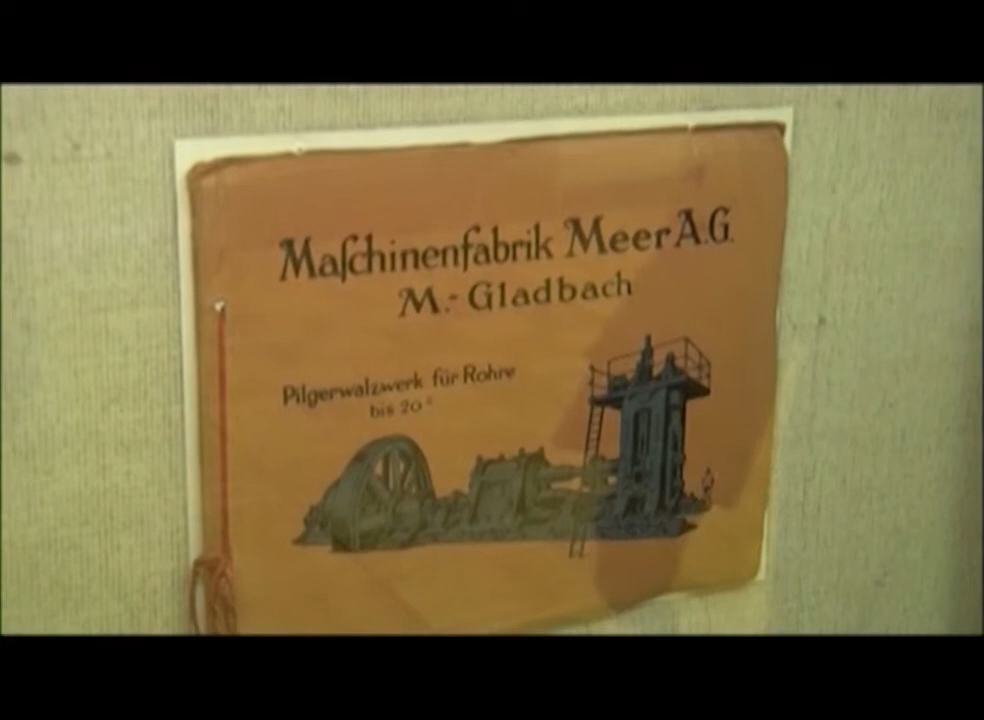 Maſchinenfabrik Meer A.G.
M.-Gladbach
Pilgerwalzwerk für Rohre
bis 20"